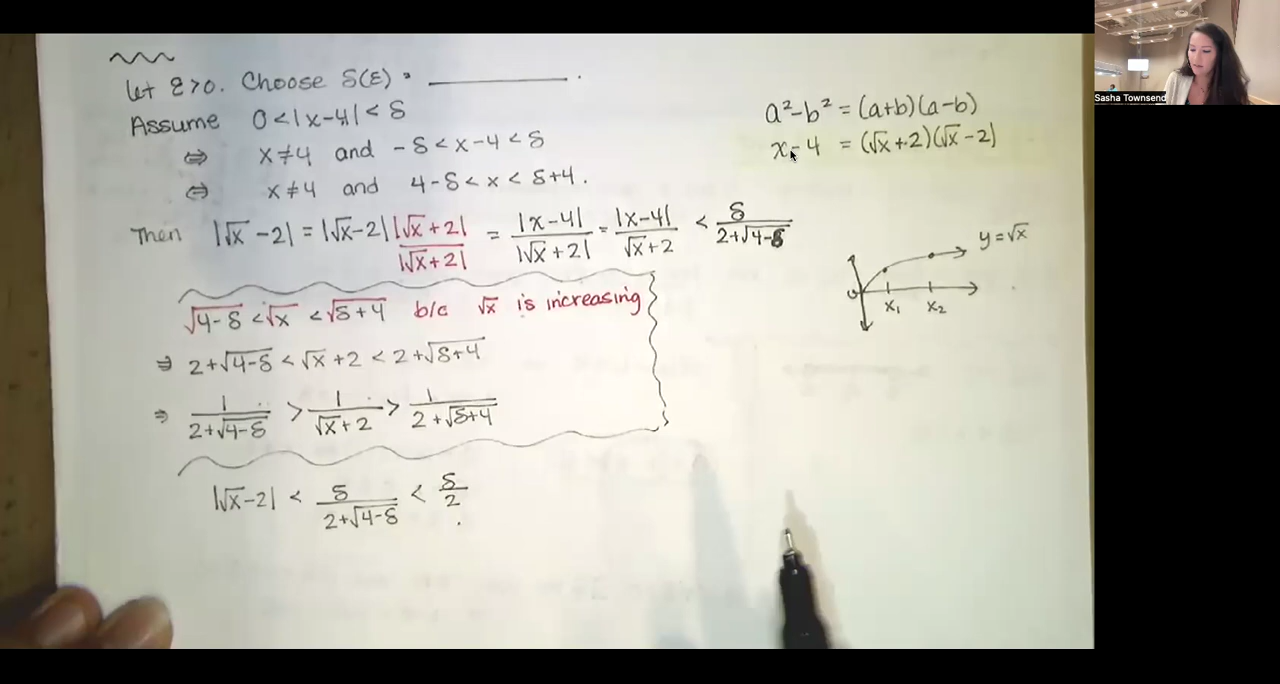 Let ε>0. Choose δ(ε) = ________.
Assume 0<|x-4|<δ
⇔ x≠4 and -δ<x-4<δ
⇔ x≠4 and 4-δ<x<δ+4.
Then |√x-2| = |√x-2| |√x+2|/|√x+2| = |x-4|/|√x+2| = |x-4|/(√x+2) < δ/(2+√(4-δ))
√(4-δ) < √x < √(δ+4) b/c √x is increasing
⇒ 2+√(4-δ) < √x+2 < 2+√(δ+4)
⇒ 1/(2+√(4-δ)) > 1/(√x+2) > 1/(2+√(δ+4))
|√x-2| < δ/(2+√(4-δ)) < δ/2.
a²-b² = (a+b)(a-b)
x-4 = (√x+2)(√x-2)
y=√x
x₁ x₂
Sasha Townsend